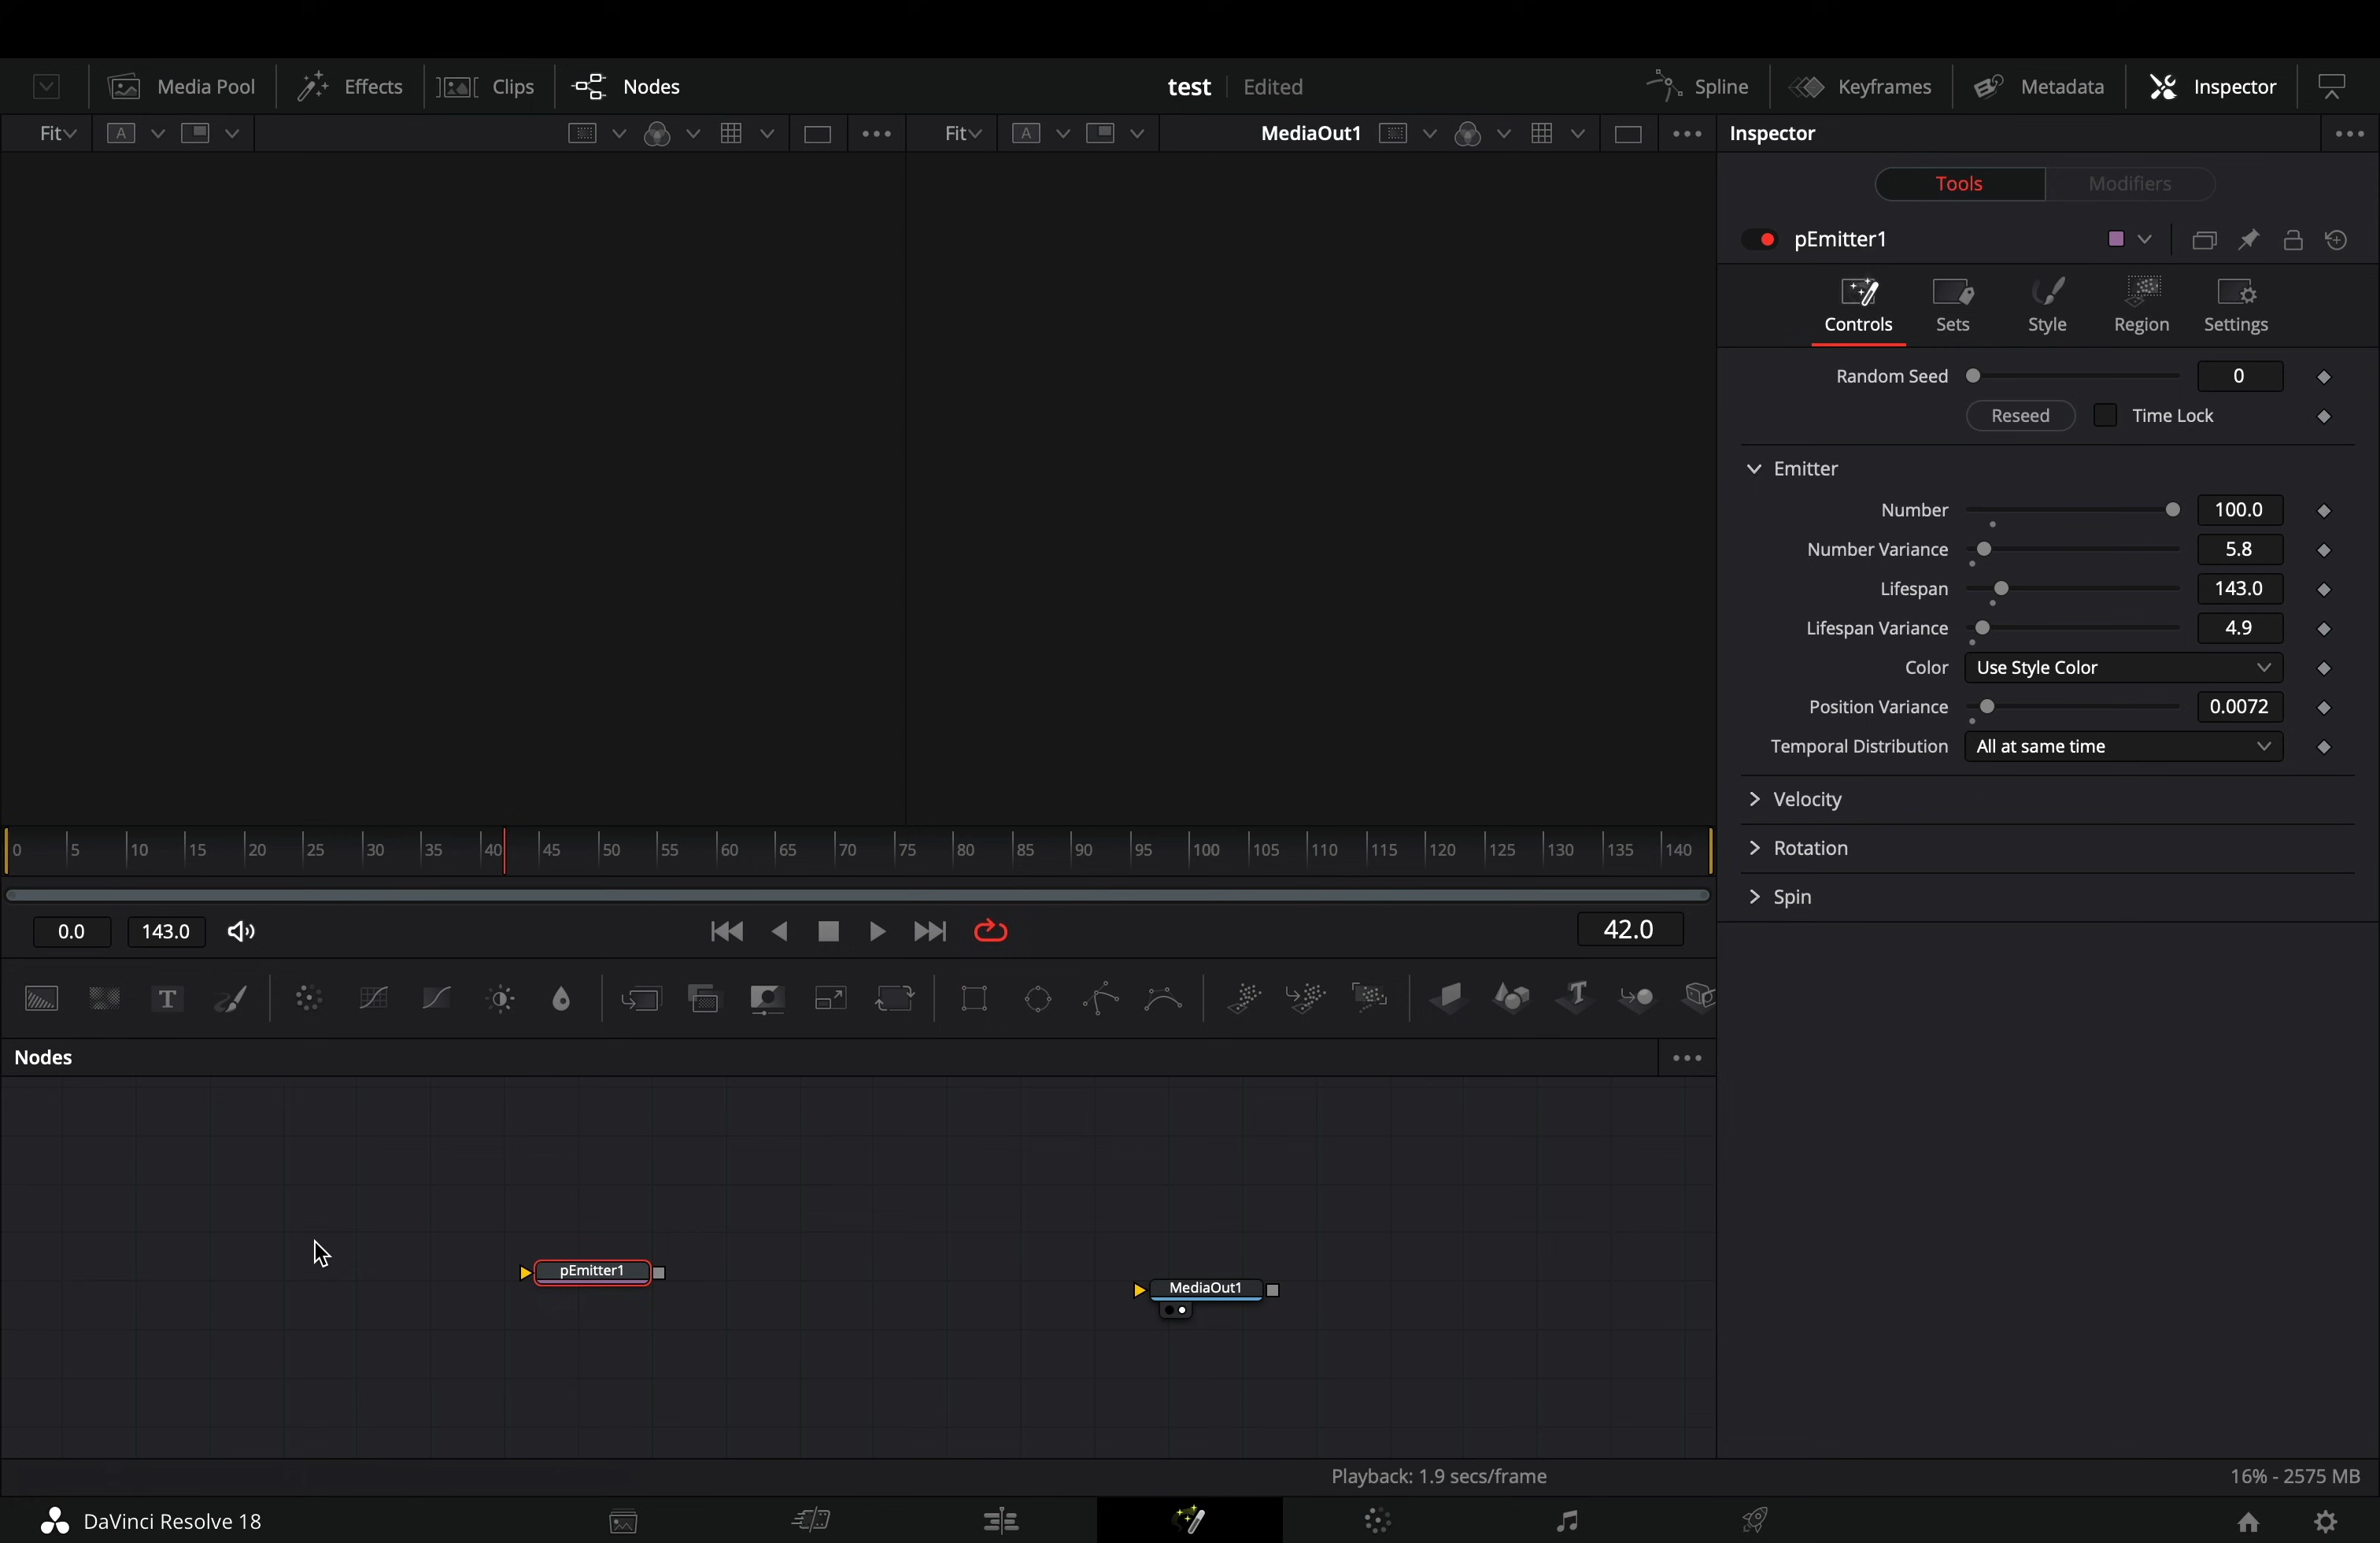 Media Pool Effects Clips Nodes test Edited Spline Keyframes Metadata Inspector
Fit A Fit A MediaOut1 Inspector
Tools Modifiers
pEmitter1
Controls Sets Style Region Settings
Random Seed 0
Reseed Time Lock
Emitter
Number 100.0
Number Variance 5.8
Lifespan 143.0
Lifespan Variance 4.9
Color Use Style Color
Position Variance 0.0072
Temporal Distribution All at same time
Velocity
Rotation
Spin
0 5 10 15 20 25 30 35 40 45 50 55 60 65 70 75 80 85 90 95 100 105 110 115 120 125 130 135 140
0.0 143.0 42.0
T T
Nodes
pEmitter1
MediaOut1
Playback: 1.9 secs/frame 16% - 2575 MB
DaVinci Resolve 18